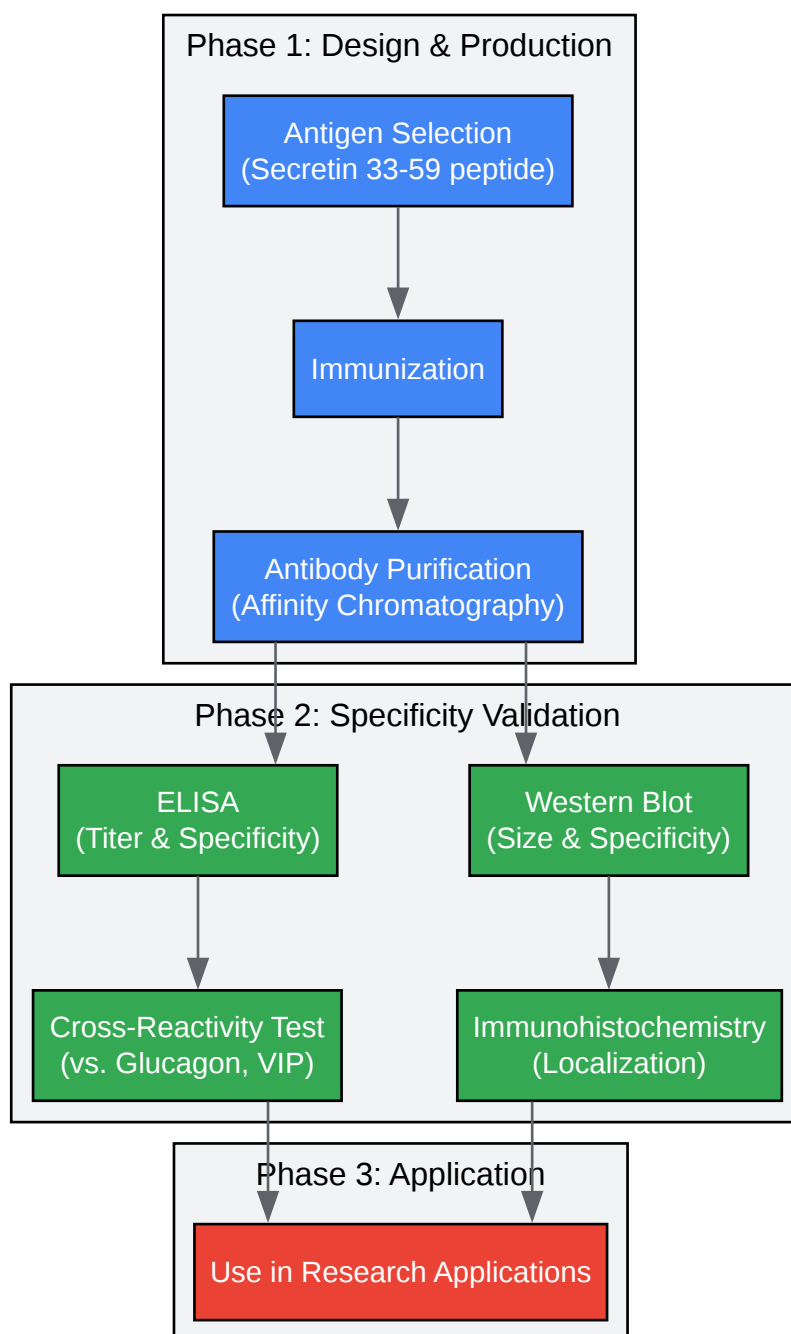 Phase 1: Design & Production
Antigen Selection
(Secretin 33-59 peptide)
Immunization
Antibody Purification
(Affinity Chromatography)
Phase 2: Specificity Validation
ELISA
(Titer & Specificity)
Western Blot
(Size & Specificity)
Cross-Reactivity Test
(vs. Glucagon, VIP)
Immunohistochemistry
(Localization)
Phase 3: Application
Use in Research Applications